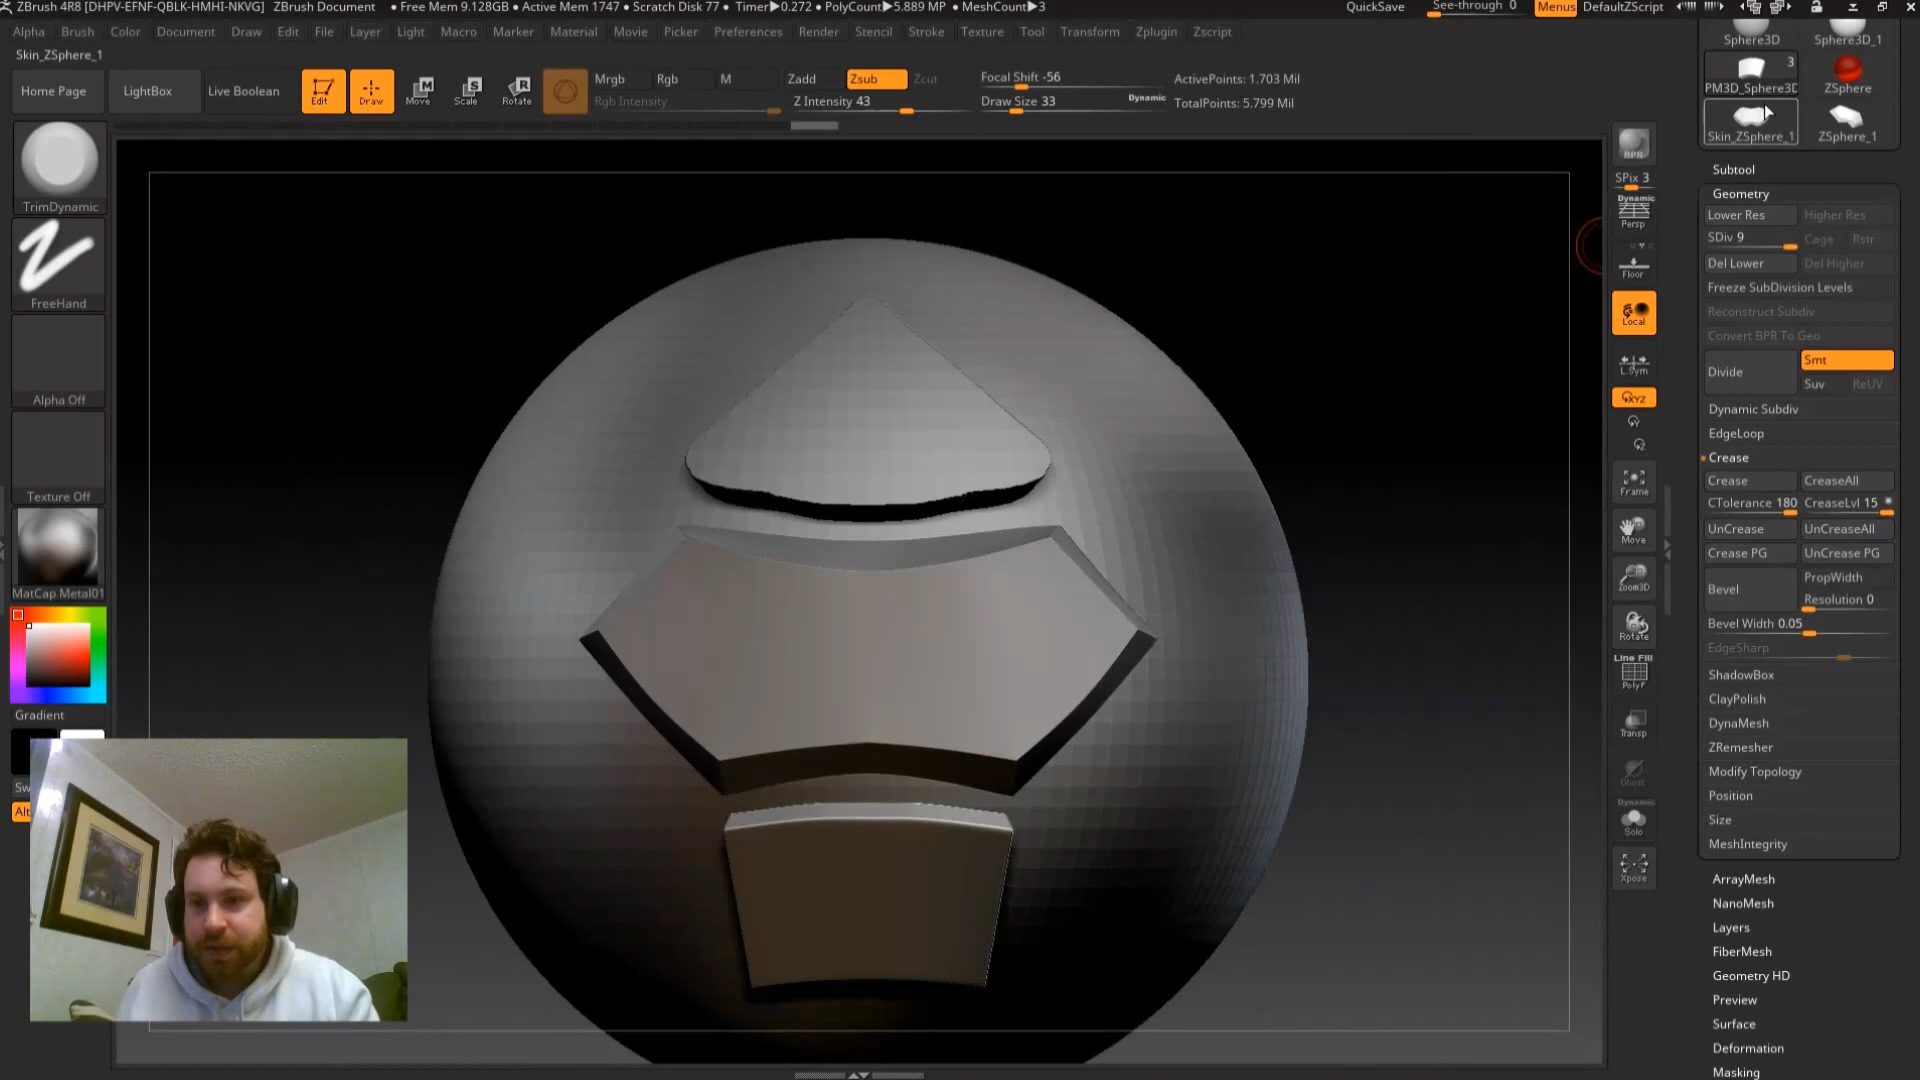 ZBrush 4R8 [DHPV-EFNF-QBLK-HMHI-NKVG] ZBrush Document • Free Mem 9.128GB • Active Mem 1747 • Scratch Disk 77 • Timer▶0.272 • PolyCount▶5.889 MP • MeshCount▶3 QuickSave See-through 0 Menus DefaultZScript
Alpha Brush Color Document Draw Edit File Layer Light Macro Marker Material Movie Picker Preferences Render Stencil Stroke Texture Tool Transform Zplugin Zscript
Skin_ZSphere_1
Home Page LightBox Live Boolean Edit Draw Move Scale Rotate
Mrgb Rgb M Zadd Zsub Zcut
Rgb Intensity Z Intensity 43
Focal Shift -56 ActivePoints: 1.703 Mil
Draw Size 33 Dynamic TotalPoints: 5.799 Mil
TrimDynamic
FreeHand
Alpha Off
Texture Off
MatCap Metal01
Gradient
Sw
Alt
BPR
SPix 3
Dynamic
Persp
Floor
Local
L.Sym
XYZ
Frame
Move
Zoom3D
Rotate
Line Fill
PolyF
Transp
Ghost
Dynamic
Solo
Xpose
Sphere3D Sphere3D_1
3
PM3D_Sphere3D ZSphere
Skin_ZSphere_1 ZSphere_1
Subtool
Geometry
Lower Res Higher Res
SDiv 9 Cage Rstr
Del Lower Del Higher
Freeze SubDivision Levels
Reconstruct Subdiv
Convert BPR To Geo
Divide Smt
Suv ReUV
Dynamic Subdiv
EdgeLoop
Crease
Crease CreaseAll
CTolerance 180 CreaseLvl 15
UnCrease UnCreaseAll
Crease PG UnCrease PG
Bevel PropWidth
Resolution 0
Bevel Width 0.05
EdgeSharp
ShadowBox
ClayPolish
DynaMesh
ZRemesher
Modify Topology
Position
Size
MeshIntegrity
ArrayMesh
NanoMesh
Layers
FiberMesh
Geometry HD
Preview
Surface
Deformation
Masking